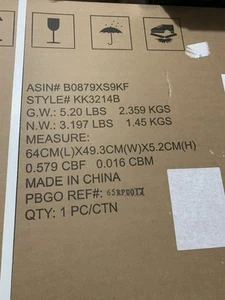 ASIN# B0879XS9KF
STYLE# KK3214B
G.W.: 5.20 LBS 2.359 KGS
N.W.: 3.197 LBS 1.45 KGS
MEASURE:
64CM(L)X49.3CM(W)X5.2CM(H)
0.579 CBF 0.016 CBM
MADE IN CHINA
PBGO REF#:
QTY: 1 PC/CTN